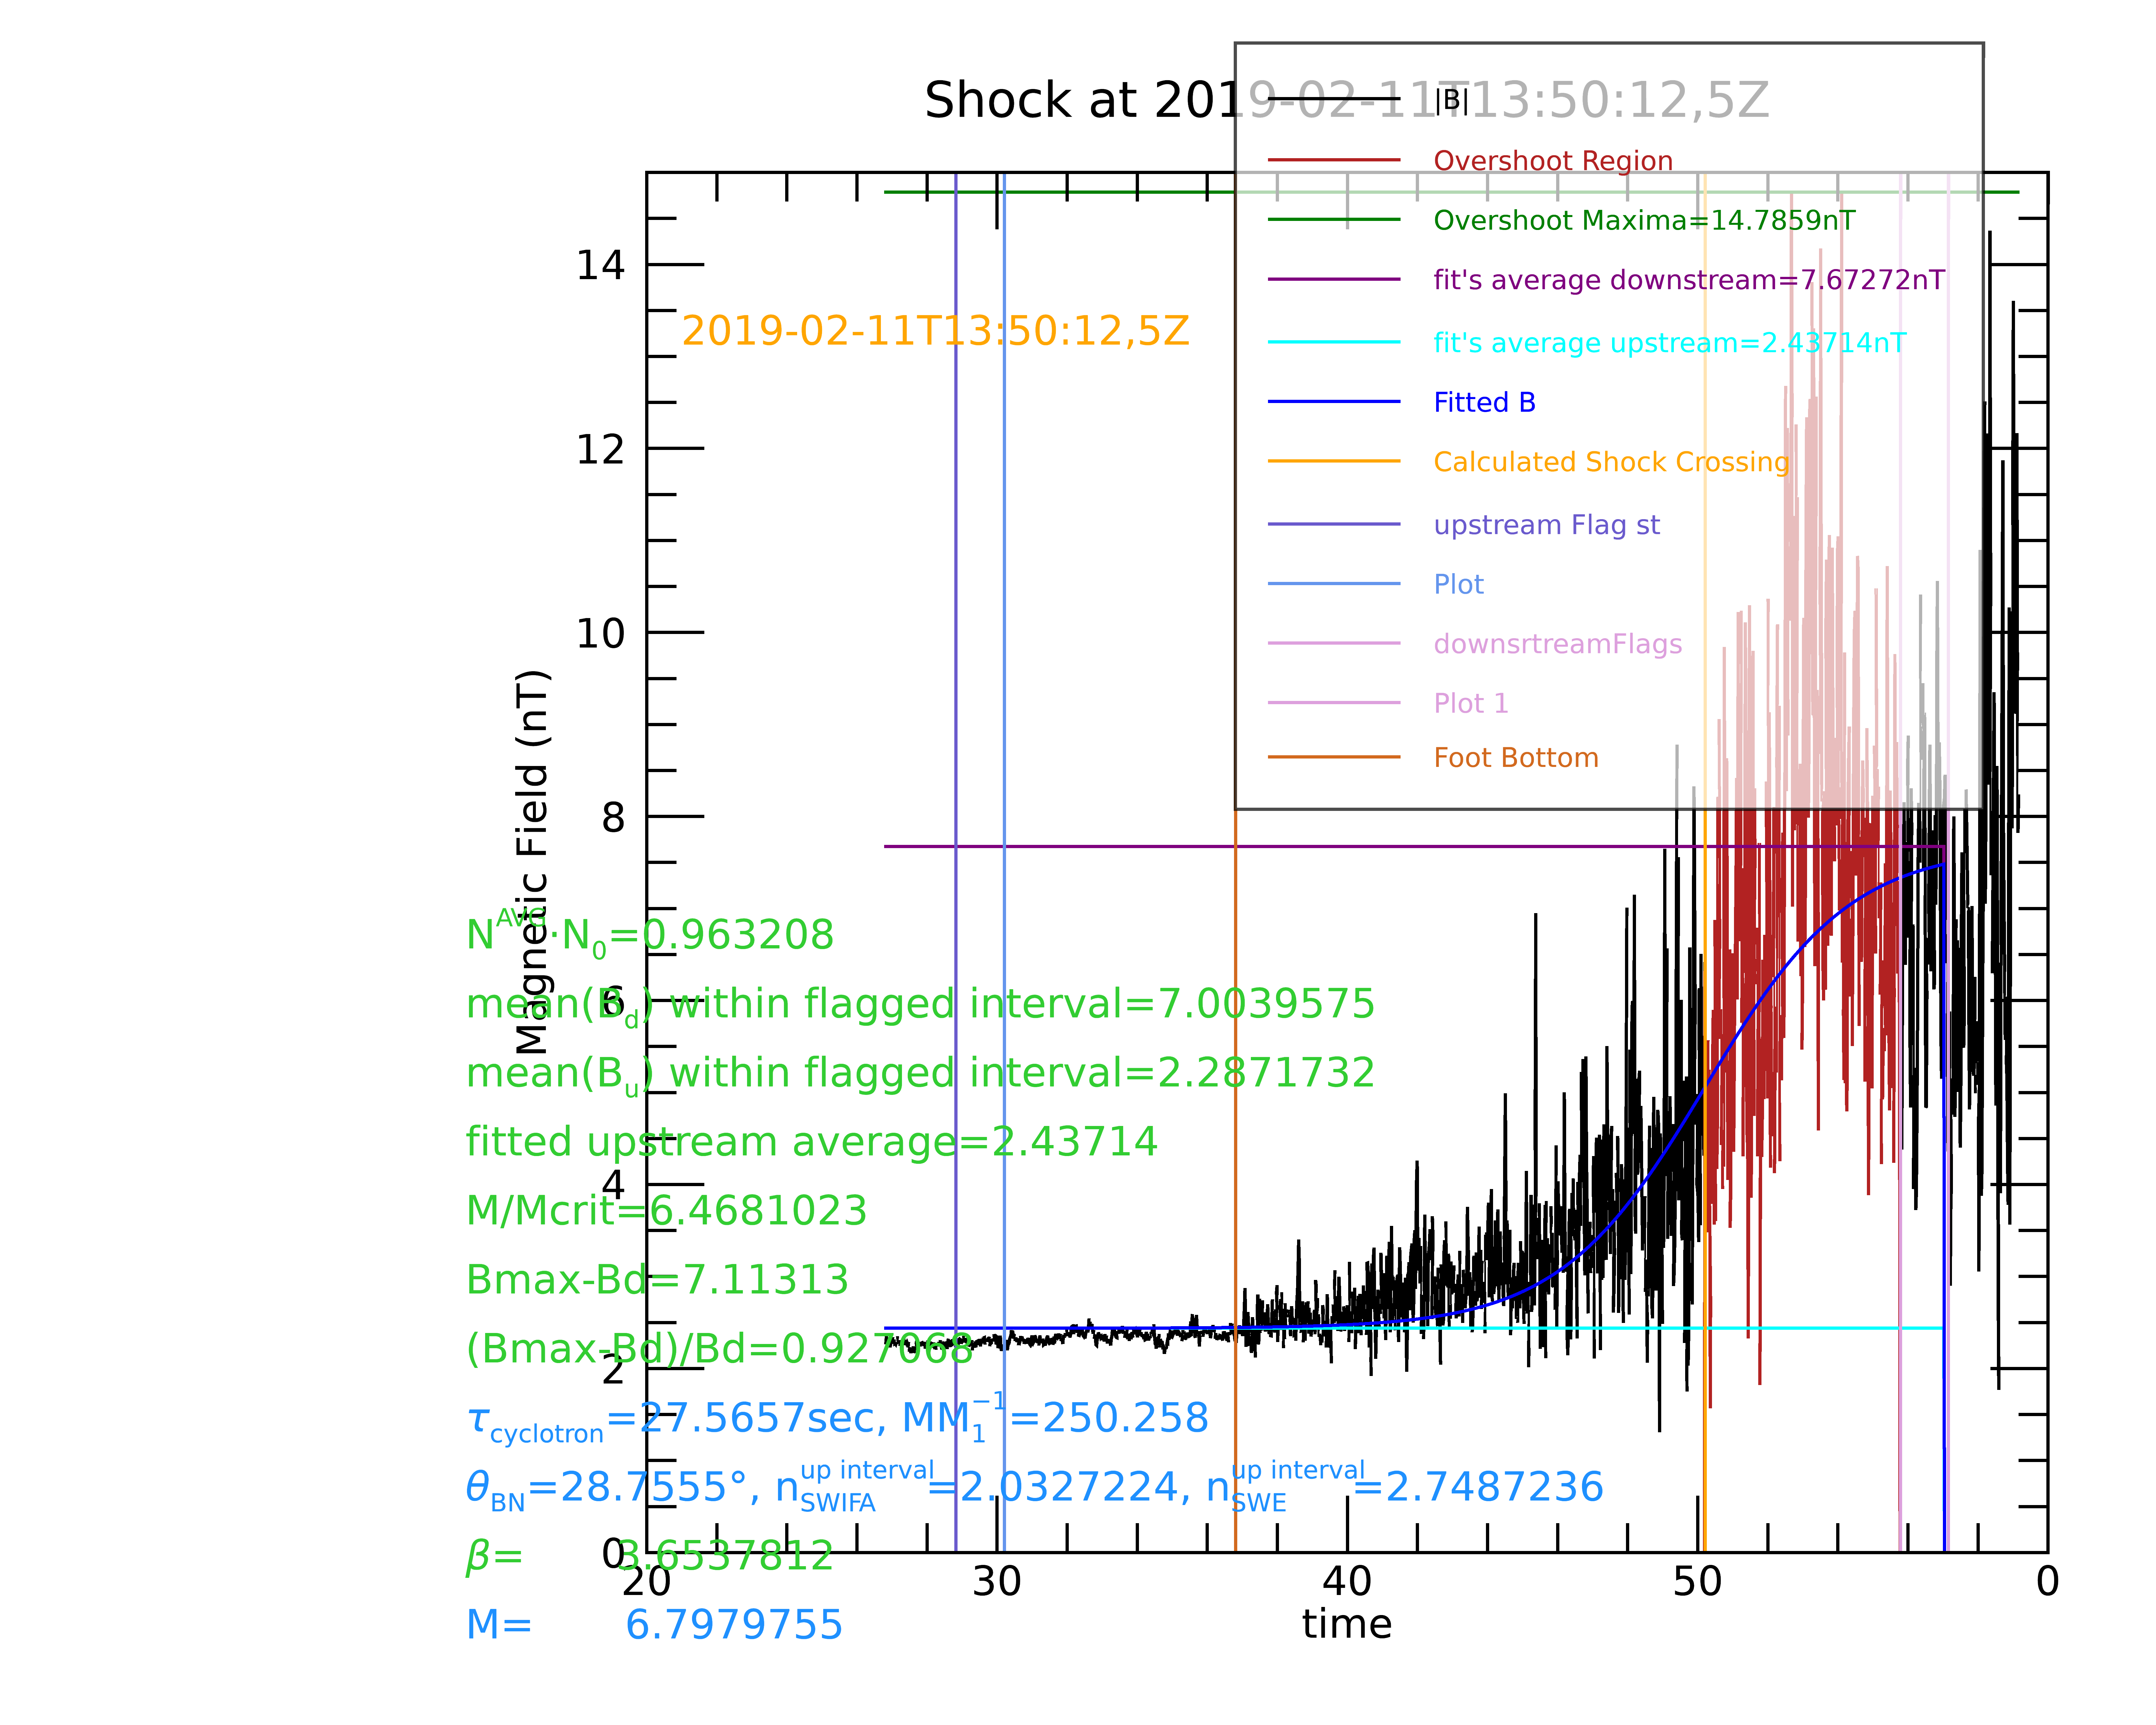 Shock at 2019-02-11T13:50:12,5Z
|B|
Overshoot Region
Overshoot Maxima=14.7859nT
fit's average downstream=7.67272nT
fit's average upstream=2.43714nT
Fitted B
Calculated Shock Crossing
upstream Flag st
Plot
downsrtreamFlags
Plot 1
Foot Bottom
2019-02-11T13:50:12,5Z
14
12
10
8
6
4
2
0
Magnetic Field (nT)
N^AVG·N_0=0.963208
mean(B_d) within flagged interval=7.0039575
mean(B_u) within flagged interval=2.2871732
fitted upstream average=2.43714
M/Mcrit=6.4681023
Bmax-Bd=7.11313
(Bmax-Bd)/Bd=0.927068
τ_cyclotron=27.5657sec, MM_1^−1=250.258
θ_BN=28.7555°, n_SWIFA^up interval=2.0327224, n_SWE^up interval=2.7487236
β= 3.6537812
M= 6.7979755
20 30 40 50 0
time